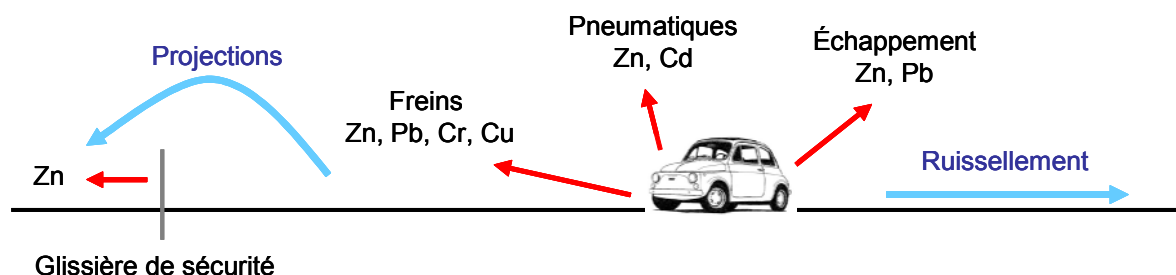 Projections
Zn
Glissière de sécurité
Freins
Zn, Pb, Cr, Cu
Pneumatiques
Zn, Cd
Échappement
Zn, Pb
Ruissellement